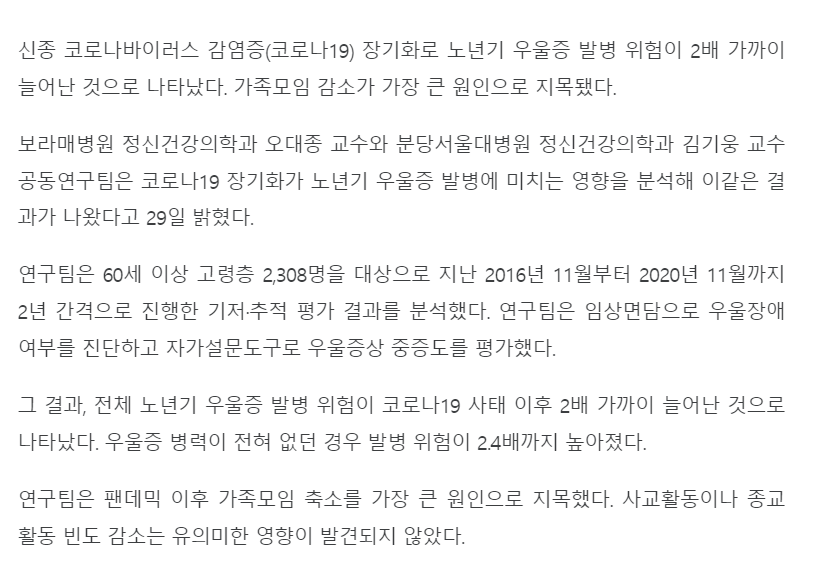 신종 코로나바이러스 감염증(코로나19) 장기화로 노년기 우울증 발병 위험이 2배 가까이
늘어난 것으로 나타났다. 가족모임 감소가 가장 큰 원인으로 지목됐다.
보라매병원 정신건강의학과 오대종 교수와 분당서울대병원 정신건강의학과 김기웅 교수
공동연구팀은 코로나19 장기화가 노년기 우울증 발병에 미치는 영향을 분석해 이같은 결
과가 나왔다고 29일 밝혔다.
연구팀은 60세 이상 고령층 2,308명을 대상으로 지난 2016년 11월부터 2020년 11월까지
2년 간격으로 진행한 기저·추적 평가 결과를 분석했다. 연구팀은 임상면담으로 우울장애
여부를 진단하고 자가설문도구로 우울증상 중증도를 평가했다.
그 결과, 전체 노년기 우울증 발병 위험이 코로나19 사태 이후 2배 가까이 늘어난 것으로
나타났다. 우울증 병력이 전혀 없던 경우 발병 위험이 2.4배까지 높아졌다.
연구팀은 팬데믹 이후 가족모임 축소를 가장 큰 원인으로 지목했다. 사교활동이나 종교
활동 빈도 감소는 유의미한 영향이 발견되지 않았다.